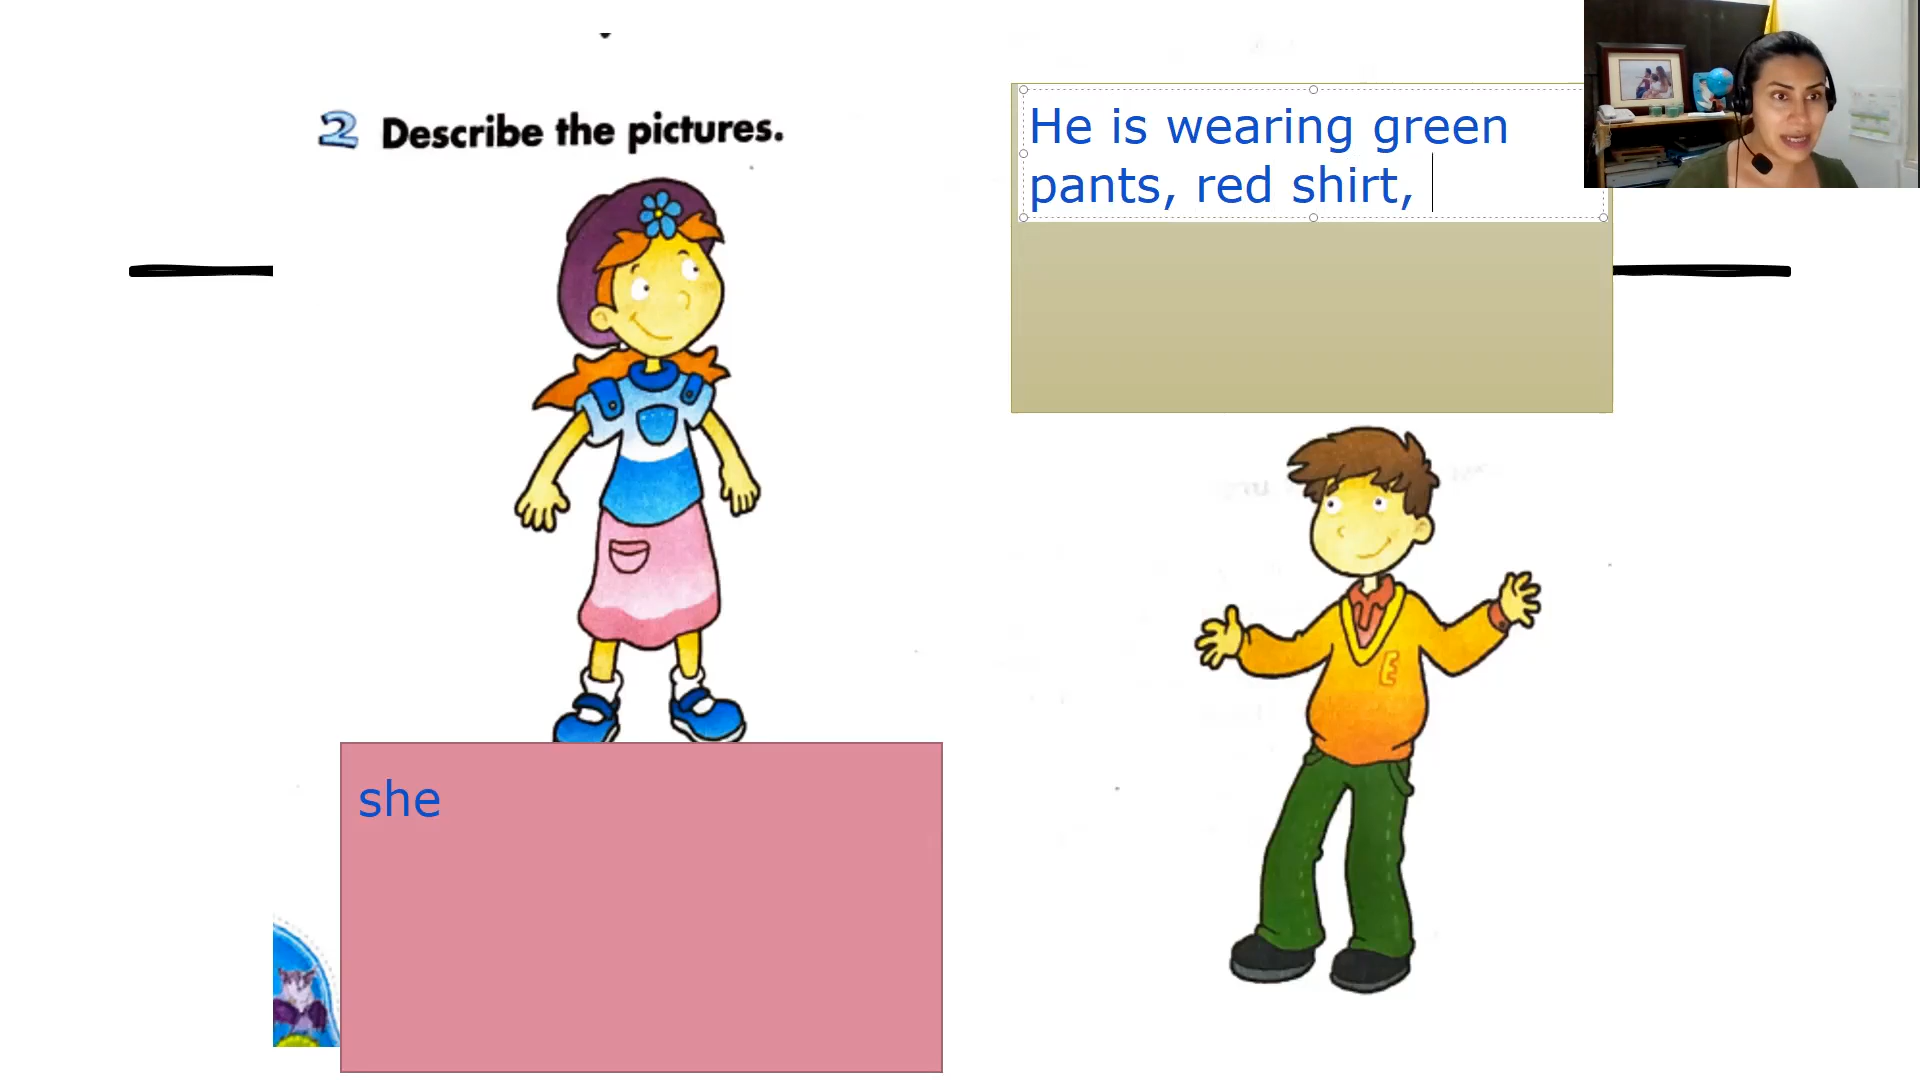 2 Describe the pictures.
He is wearing green
pants, red shirt,
E
she